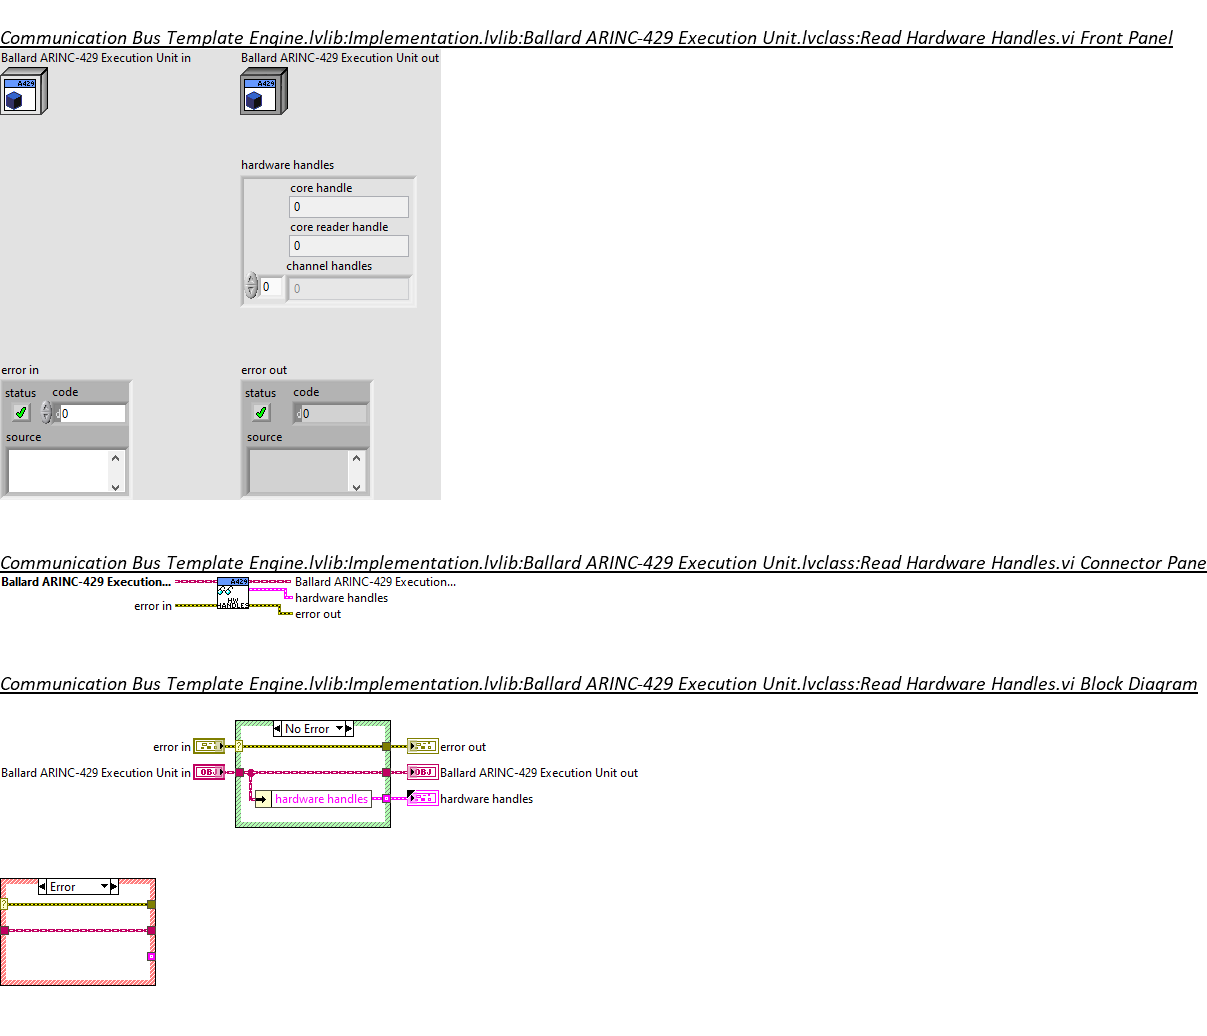 Communication Bus Template Engine.lvlib:Implementation.lvlib:Ballard ARINC-429 Execution Unit.lvclass:Read Hardware Handles.vi Front Panel
Ballard ARINC-429 Execution Unit in
Ballard ARINC-429 Execution Unit out
A429
A429
hardware handles
core handle
0
core reader handle
0
channel handles
0
0
error in
error out
status
code
status
code
d
0
d
0
source
source
Communication Bus Template Engine.lvlib:Implementation.lvlib:Ballard ARINC-429 Execution Unit.lvclass:Read Hardware Handles.vi Connector Pane
Ballard ARINC-429 Execution...
A429
Ballard ARINC-429 Execution...
hardware handles
error in
HW
HANDLES
error out
Communication Bus Template Engine.lvlib:Implementation.lvlib:Ballard ARINC-429 Execution Unit.lvclass:Read Hardware Handles.vi Block Diagram
No Error
error in
?
error out
Ballard ARINC-429 Execution Unit in
OBJ
OBJ
Ballard ARINC-429 Execution Unit out
hardware handles
hardware handles
Error
?